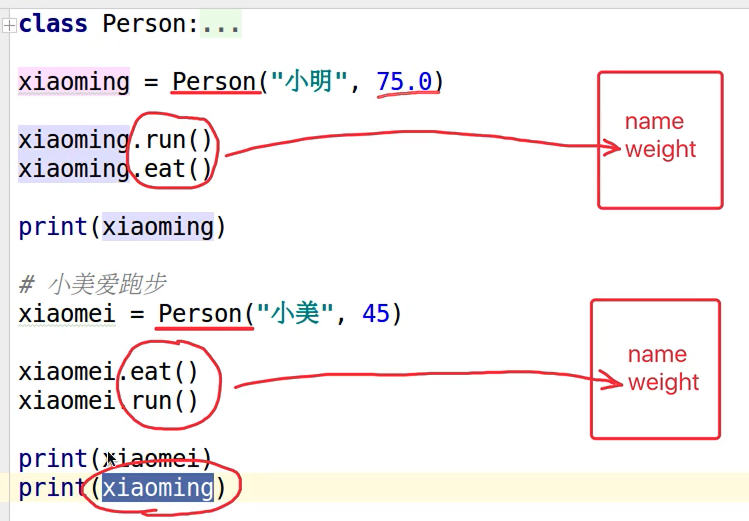 class Person:...
xiaoming = Person("小明", 75.0)
name
xiaoming.run()
weight
xiaoming.eat()
print(xiaoming)
# 小美爱跑步
xiaomei = Person("小美", 45)
name
xiaomei.eat()
weight
xiaomei.run()
print(xiaomei)
print(xiaoming)